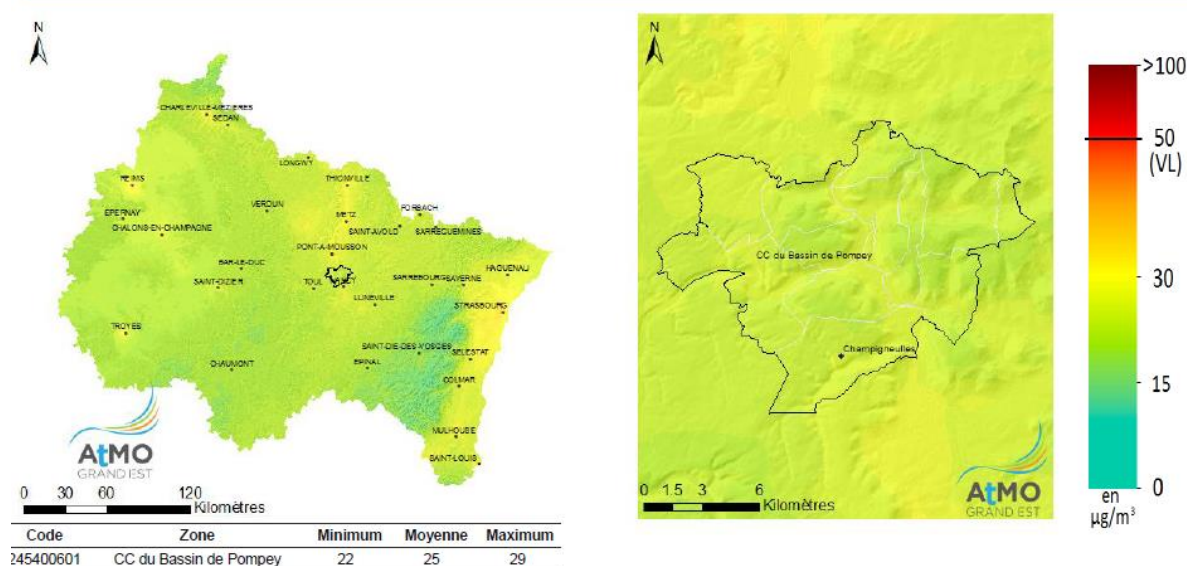 N
CHARLEVILLE-MEZIERES
SEDAN
LONGWY
THIONVILLE
REIMS
VERDUN
METZ
FORBACH
EPERNAY
SAINT-AVOLD
SARREGUEMINES
CHALONS-EN-CHAMPAGNE
PONT-A-MOUSSON
BAR-LE-DUC
HAGUENAU
SARREBOURG
SAVERNE
SAINT-DIZIER
TOUL
LUNEVILLE
STRASBOURG
TROYES
SAINT-DIE-DES-VOSGES
SELESTAT
CHAUMONT
EPINAL
COLMAR
MULHOUSE
SAINT-LOUIS
AtMO
GRAND EST
0 30 60 120
Kilomètres
Code Zone Minimum Moyenne Maximum
245400601 CC du Bassin de Pompey 22 25 29
N
CC du Bassin de Pompey
Champigneulles
AtMO
GRAND EST
0 1.5 3 6
Kilomètres
>100
50
(VL)
30
15
0
en
µg/m³